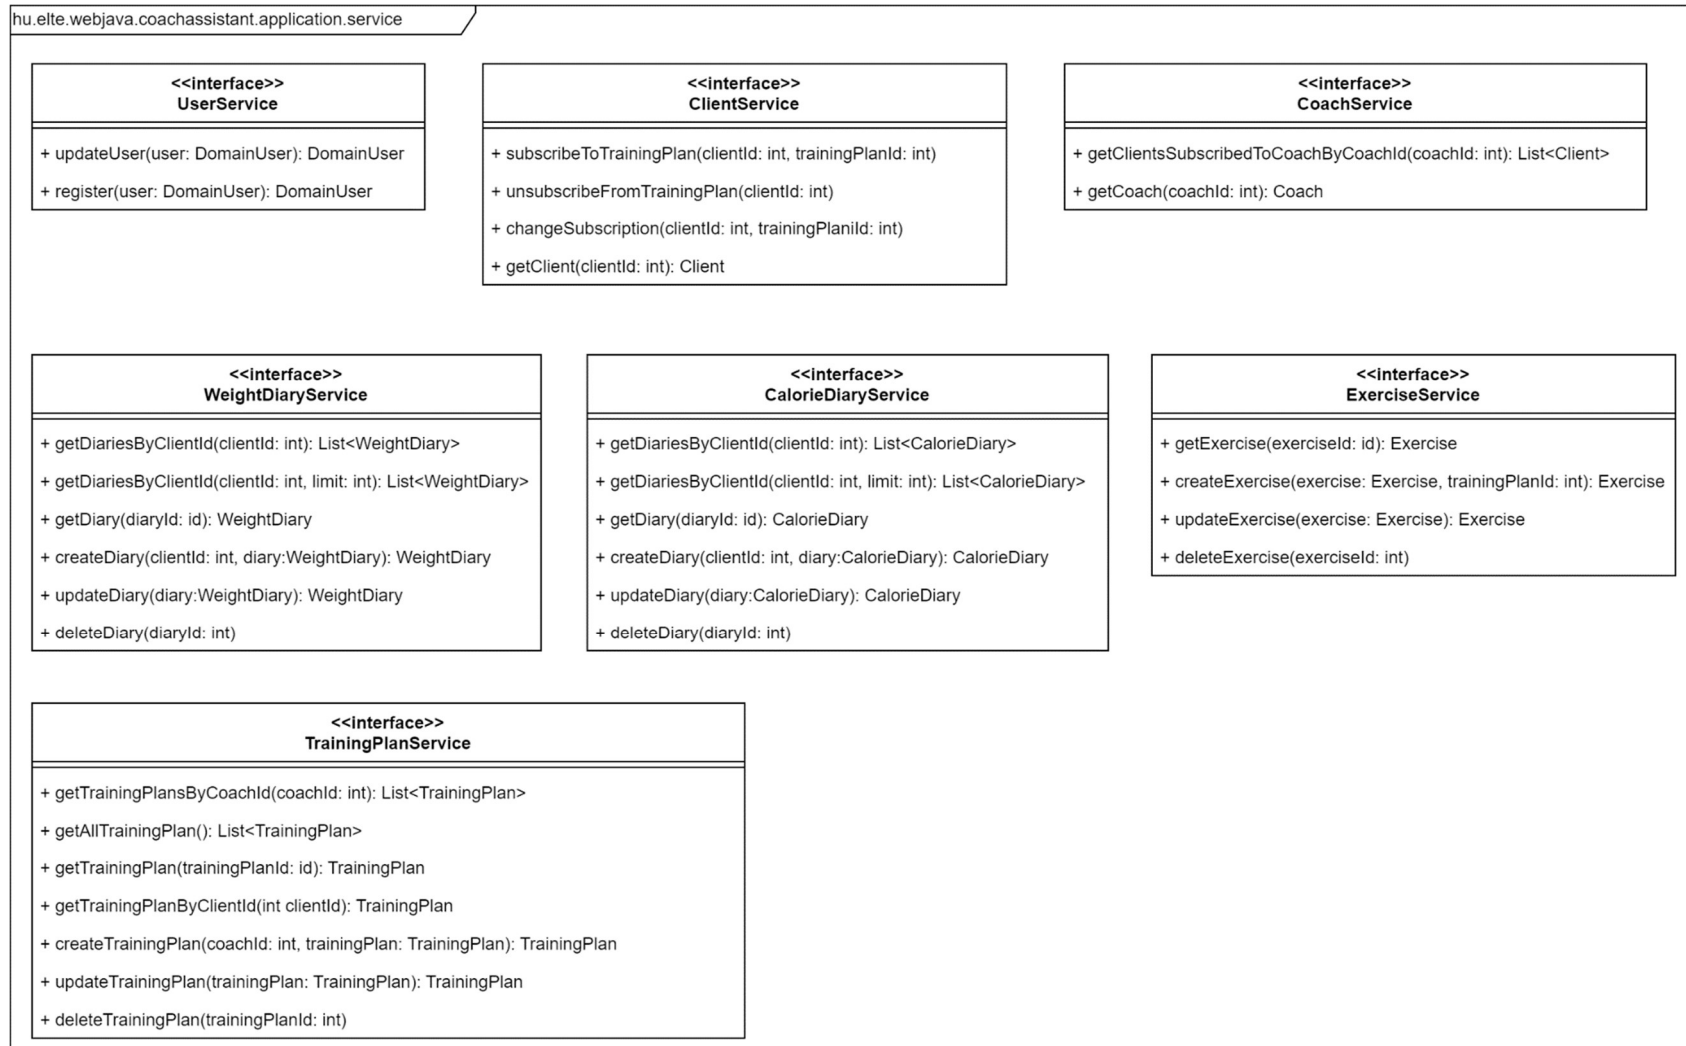 hu.elte.webjava.coachassistant.application.service
<<interface>>
UserService
+ updateUser(user: DomainUser): DomainUser
+ register(user: DomainUser): DomainUser
<<interface>>
ClientService
+ subscribeToTrainingPlan(clientId: int, trainingPlanId: int)
+ unsubscribeFromTrainingPlan(clientId: int)
+ changeSubscription(clientId: int, trainingPlaniId: int)
+ getClient(clientId: int): Client
<<interface>>
CoachService
+ getClientsSubscribedToCoachByCoachId(coachId: int): List<Client>
+ getCoach(coachId: int): Coach
<<interface>>
WeightDiaryService
+ getDiariesByClientId(clientId: int): List<WeightDiary>
+ getDiariesByClientId(clientId: int, limit: int): List<WeightDiary>
+ getDiary(diaryId: id): WeightDiary
+ createDiary(clientId: int, diary:WeightDiary): WeightDiary
+ updateDiary(diary:WeightDiary): WeightDiary
+ deleteDiary(diaryId: int)
<<interface>>
CalorieDiaryService
+ getDiariesByClientId(clientId: int): List<CalorieDiary>
+ getDiariesByClientId(clientId: int, limit: int): List<CalorieDiary>
+ getDiary(diaryId: id): CalorieDiary
+ createDiary(clientId: int, diary:CalorieDiary): CalorieDiary
+ updateDiary(diary:CalorieDiary): CalorieDiary
+ deleteDiary(diaryId: int)
<<interface>>
ExerciseService
+ getExercise(exerciseId: id): Exercise
+ createExercise(exercise: Exercise, trainingPlanId: int): Exercise
+ updateExercise(exercise: Exercise): Exercise
+ deleteExercise(exerciseId: int)
<<interface>>
TrainingPlanService
+ getTrainingPlansByCoachId(coachId: int): List<TrainingPlan>
+ getAllTrainingPlan(): List<TrainingPlan>
+ getTrainingPlan(trainingPlanId: id): TrainingPlan
+ getTrainingPlanByClientId(int clientId): TrainingPlan
+ createTrainingPlan(coachId: int, trainingPlan: TrainingPlan): TrainingPlan
+ updateTrainingPlan(trainingPlan: TrainingPlan): TrainingPlan
+ deleteTrainingPlan(trainingPlanId: int)